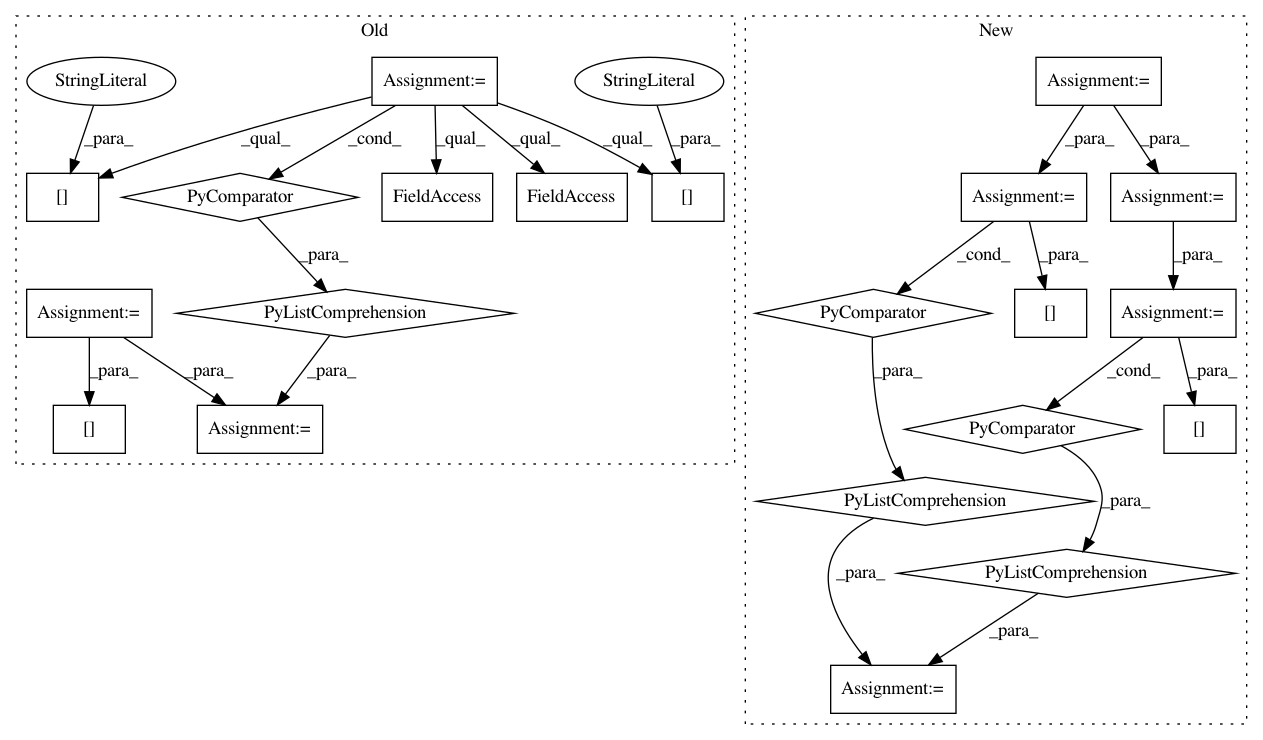 Old
New
StringLiteral
Assignment:=
StringLiteral
Assignment:=
_para_
_qual_
_cond_
_qual_
_qual_
_qual_
_para_
_para_
_para_
[]
PyComparator
FieldAccess
FieldAccess
[]
Assignment:=
Assignment:=
_para_
_cond_
_para_
_para_
Assignment:=
PyListComprehension
PyComparator
[]
Assignment:=
_para_
_para_
_para_
_para_
_cond_
_para_
[]
Assignment:=
PyComparator
[]
PyListComprehension
_para_
_para_
PyListComprehension
_para_
Assignment:=